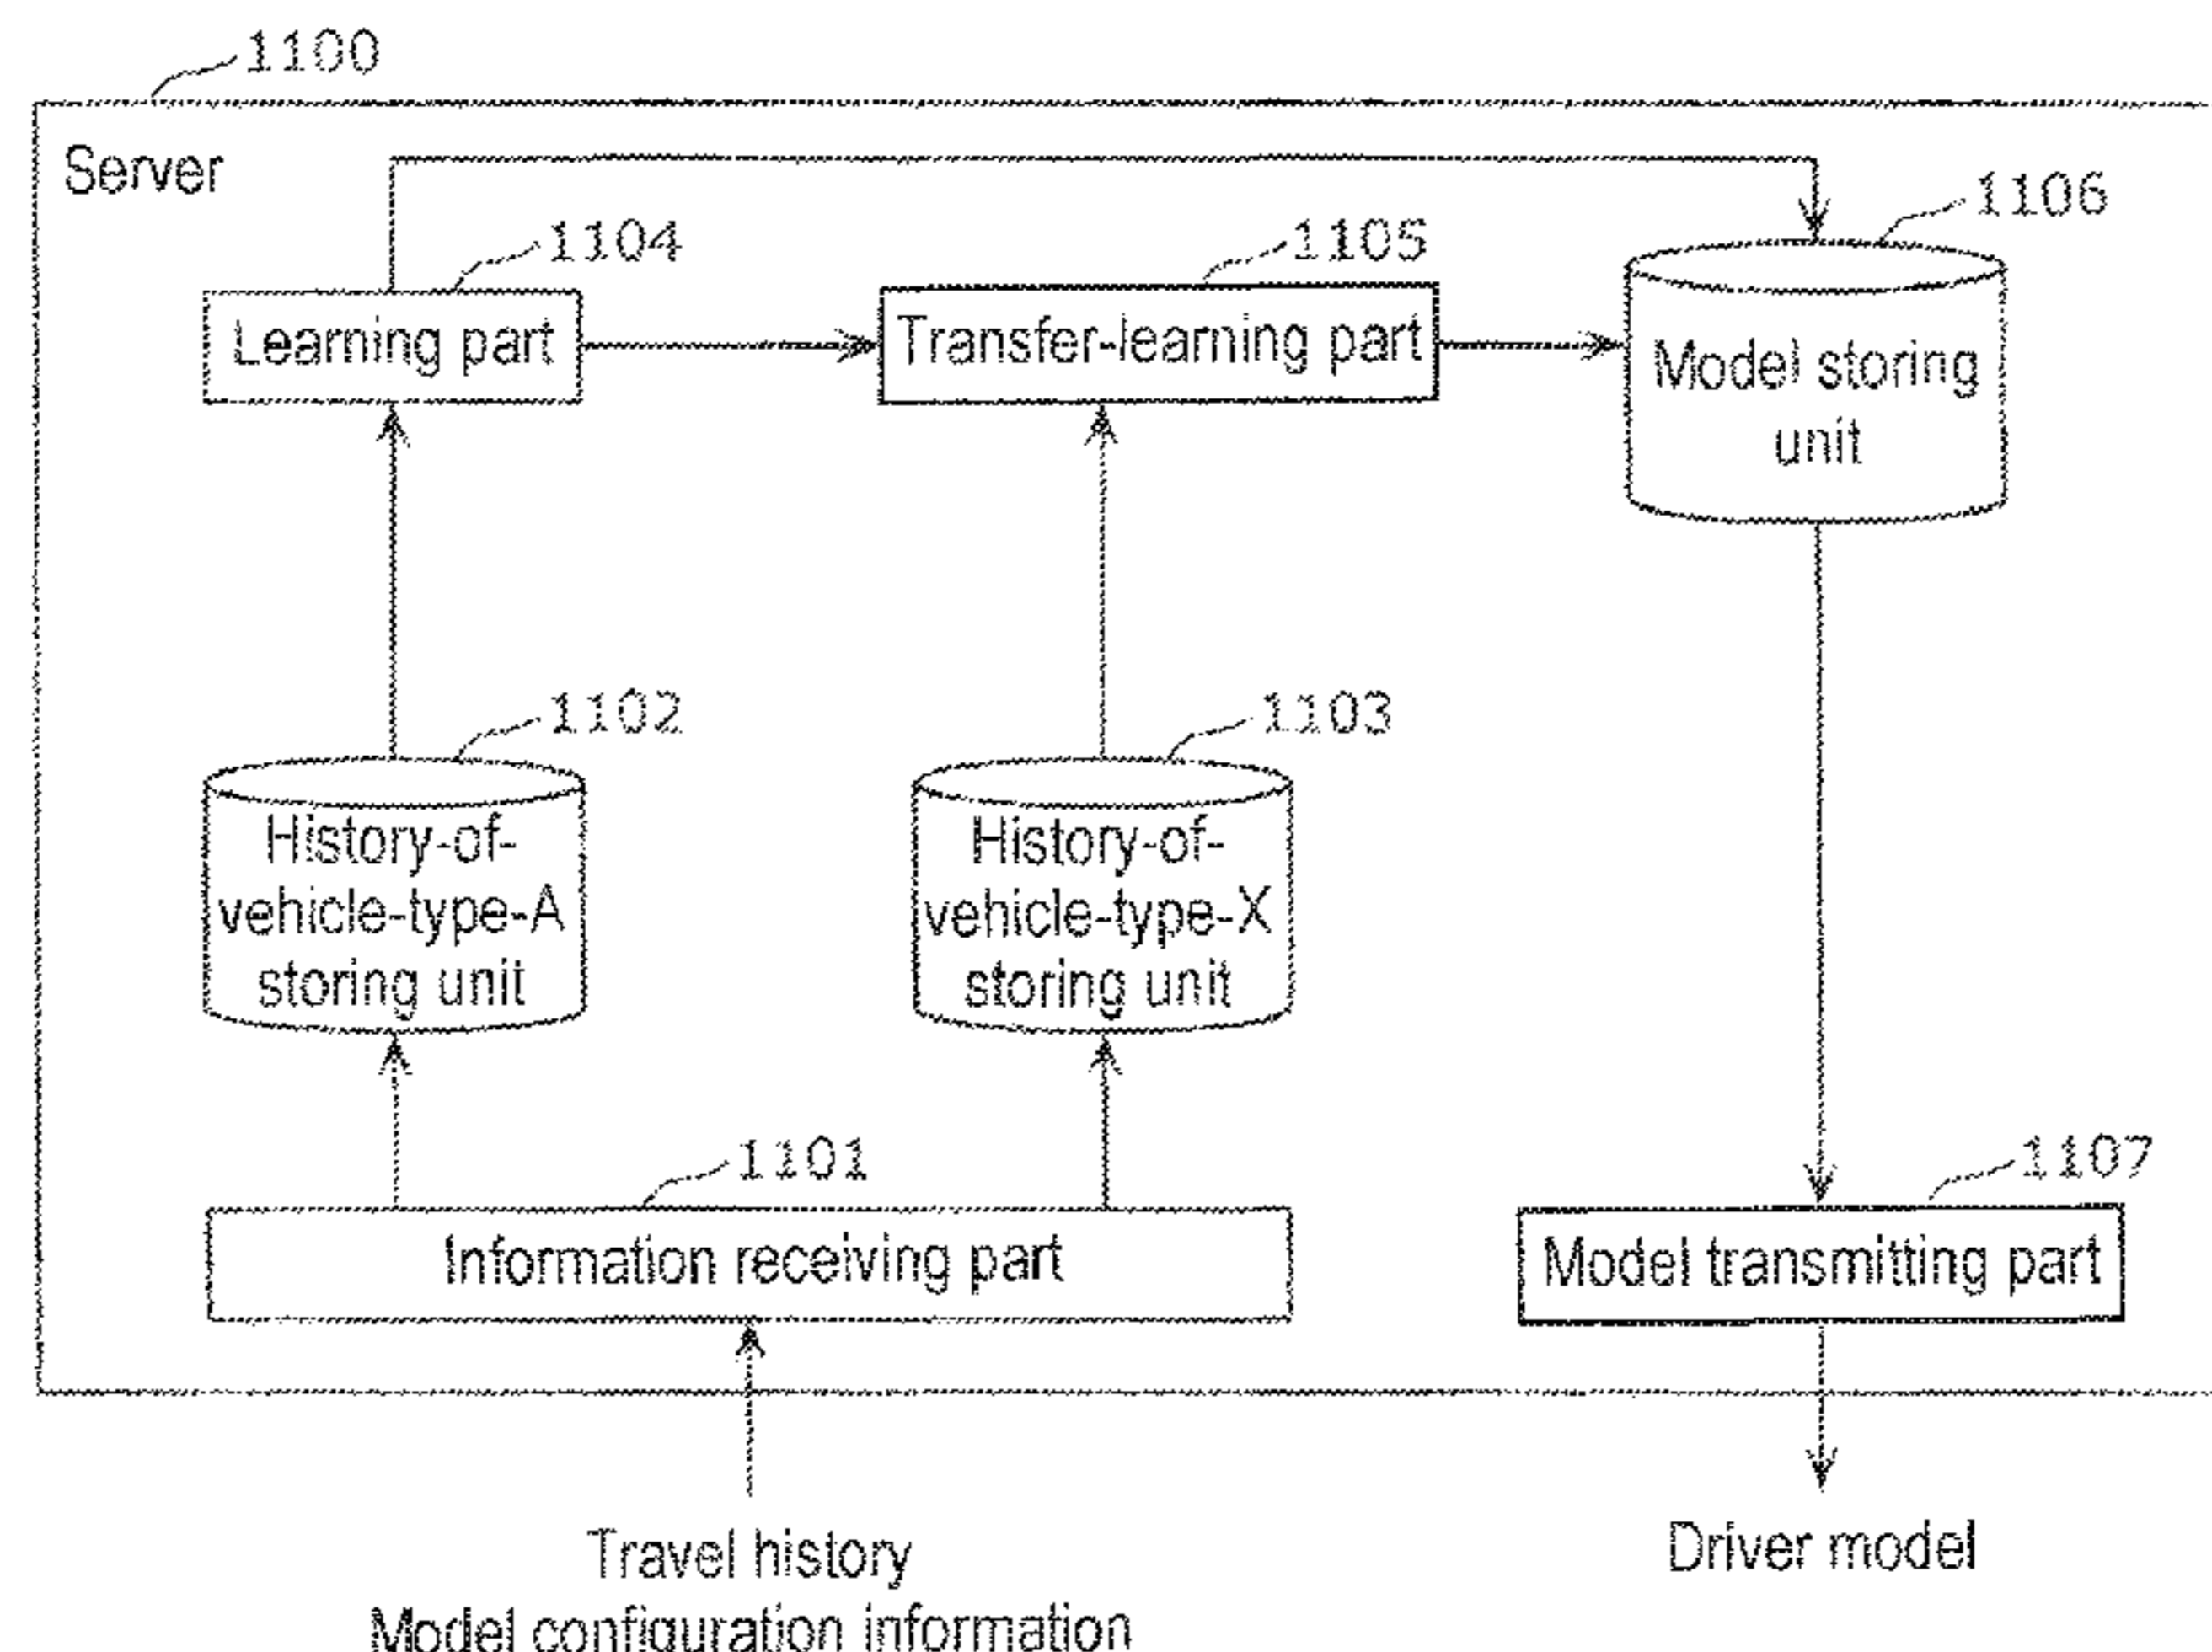 1100
Server
1106
1104
1105
Learning part
Transfer-learning part
Model storing
unit
1102
1103
History-of-
vehicle-type-A
storing unit
History-of-
vehicle-type-X
storing unit
1101
1107
Information receiving part
Model transmitting part
Travel history
Model configuration information
Driver model